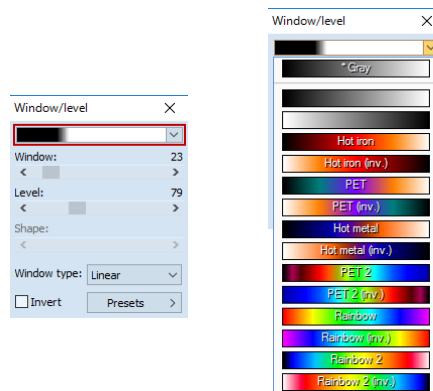 Window/level
Window: 23
Level: 79
Shape:
Window type: Linear
Invert Presets
Window/level
* Gray
Hot iron
Hot iron (inv.)
PET
PET (inv.)
Hot metal
Hot metal (inv.)
PET 2
PET 2 (inv.)
Rainbow
Rainbow (inv.)
Rainbow 2
Rainbow 2 (inv.)